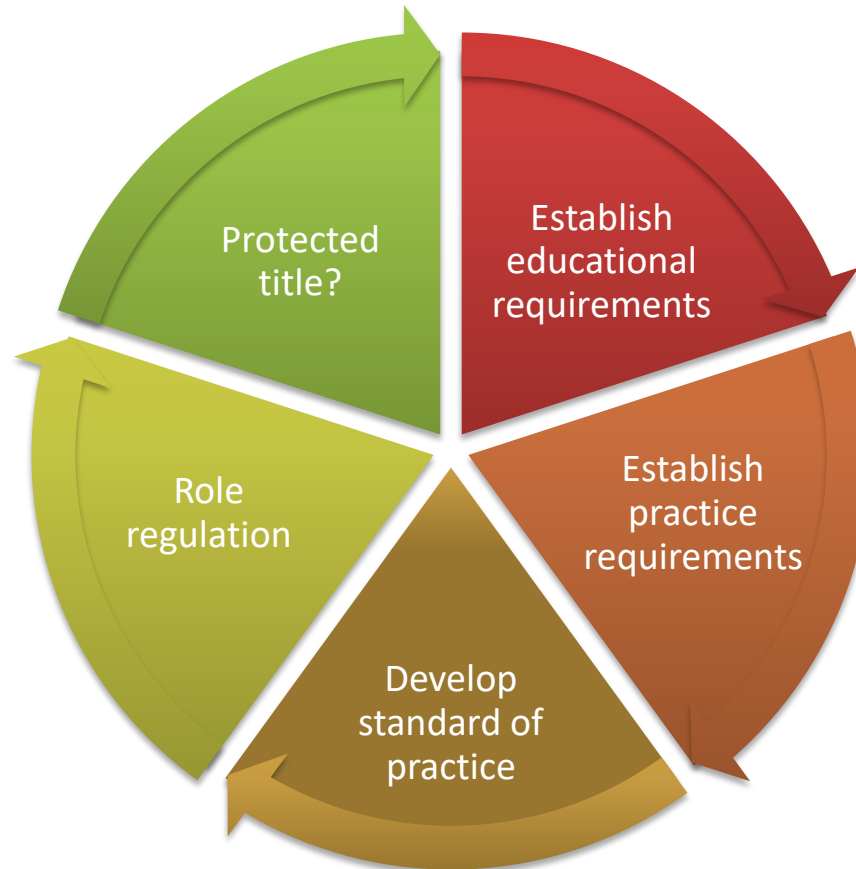 Establish
educational
requirements
Establish
practice
requirements
Develop
standard of
practice
Role
regulation
Protected
title?